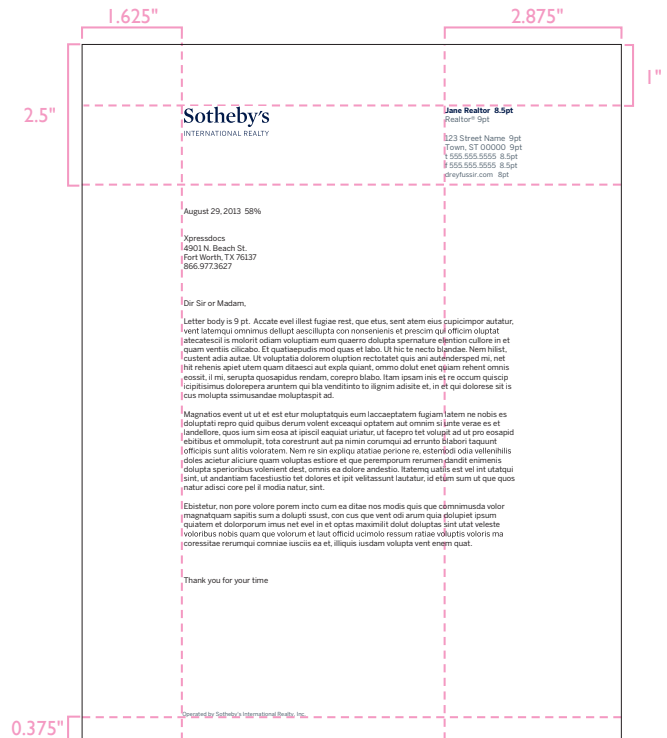 1.625"
2.875"
2.5"
1"
Sotheby's
INTERNATIONAL REALTY
Jane Realtor 8.5pt
Realtor® 9pt
123 Street Name 9pt
Town, ST 00000 9pt
t 555.555.5555 8.5pt
f 555.555.5555 8.5pt
dreyfussir.com 8pt
August 29, 2013 58%
Xpressdocs
4901 N. Beach St.
Fort Worth, TX 76137
866.977.3627
Dir Sir or Madam,
Letter body is 9 pt. Accate evel illest fugiae rest, que etus, sent atem eius cupicimpor autatur,
vent latemqui omnimus dellupt aescillupta con nonsenienis et prescim qui officim oluptat
atecatescil is molorit odiam voluptium eum quaerro dolupta spernature elention cullore in et
quam ventiis cilicabo. Et quatiaepudis mod quas et labo. Ut hic te necto blandae. Nem hilist,
custent adia autae. Ut voluptatia dolorem oluption rectotatet quis ani autendersped mi, net
hit rehenis apiet utem quam ditaesci aut expla quiant, ommo dolut enet quiam rehent omnis
eossit, il mi, serupta quosapidus rendam, corepro blabo. Itam ipsam inis et re occum quiscip
icipitisimus dolorepera aruntem qui bla venditinto to ilignim adisite et, in et qui dolorese sit is
cus molupta ssimusandae moluptaspit ad.
Magnatios event ut ut et est etur moluptatquis eum laccaeptatem fugiam latem ne nobis es
doluptati repro quid quibus derum volent exceaqui optatem aut omnim si unte verae es et
landellore, quos ium sim eosa at ipiscil eaquiat uriatur, ut facepro tet volupit ad ut pro eosapid
ebitibus et ommolupit, tota corestrunt aut pa nimin corumqui ad errunto blabori taquunt
officipis sunt alitis voloratem. Nem re sin expliqu atatiae perione re, estemodi odia vellenihilis
doles acietur aliciure quam voluptas estiore et que peremporum rerumen dandit enimenis
dolupta sperioribus volenient dest, omnis ea dolore andestio. Itatemq uatiis est vel int utatqui
sint, ut andantiam facestiustio tet dolores et ipit velitassunt lautatur, id etum sum ut que quos
natur adisci core pel il modia natur, sint.
Ebistetur, non pore volore porem incto cum ea ditae nos modis quis que comnimusda volor
magnatquam sapitis sum a dolupti ssust, con cus que vent odi arum quia dolupiet ipsum
quiatem et dolorporum imus net evel in et optas maximilit dolut doluptas sint utat veleste
voloribus nobis quam que volorum et laut officid ucimolo ressum ratiae voluptis voloris ma
coressitae rerumqui comniae iusciis ea et, illiquis iusdam volupta vent enem quat.
Thank you for your time
Operated by Sotheby's International Realty, Inc.
0.375"